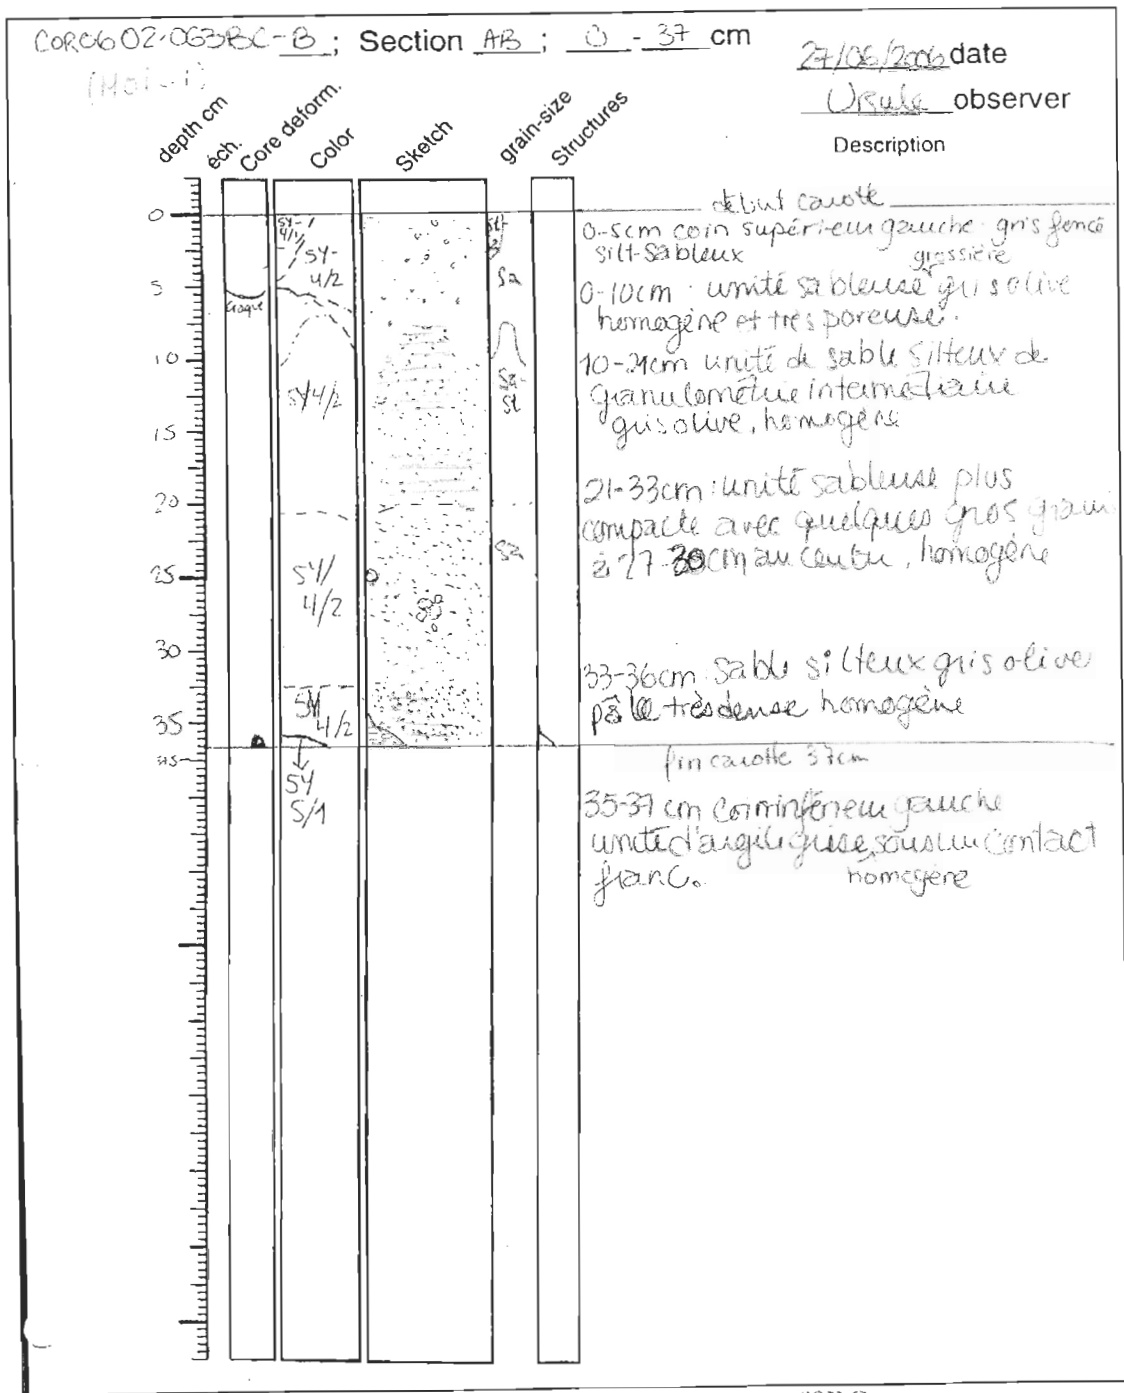 COR0602-063BC-B ; Section AB ; 0 - 37 cm
27/06/2006 date
Ursule observer
depth cm
éch.
Core deform.
Color
Sketch
grain-size
Structures
Description
0
5
10
15
20
25
30
35
45
craque
5Y-
4/2
5Y4/2
5Y/
4/2
5Y
4/2
5Y
5/1
Sa
Sa-
St
Sa
début carotte
0-5cm coin supérieur gauche gris foncé
silt-sableux
grossière
0-10cm : unité sableuse gris olive
homogène et très poreuse.
10-21cm unité de sable silteux de
granulométrie intermédiaire
gris olive, homogène
21-33cm : unité sableuse plus
compacte avec quelques gros grains
à 27-30cm au centre, homogène
33-36cm sable silteux gris olive
pâle très dense homogène
fin carotte 37cm
35-37 cm coin inférieur gauche
unité d'argile grise, sous un contact
franc.
homogène